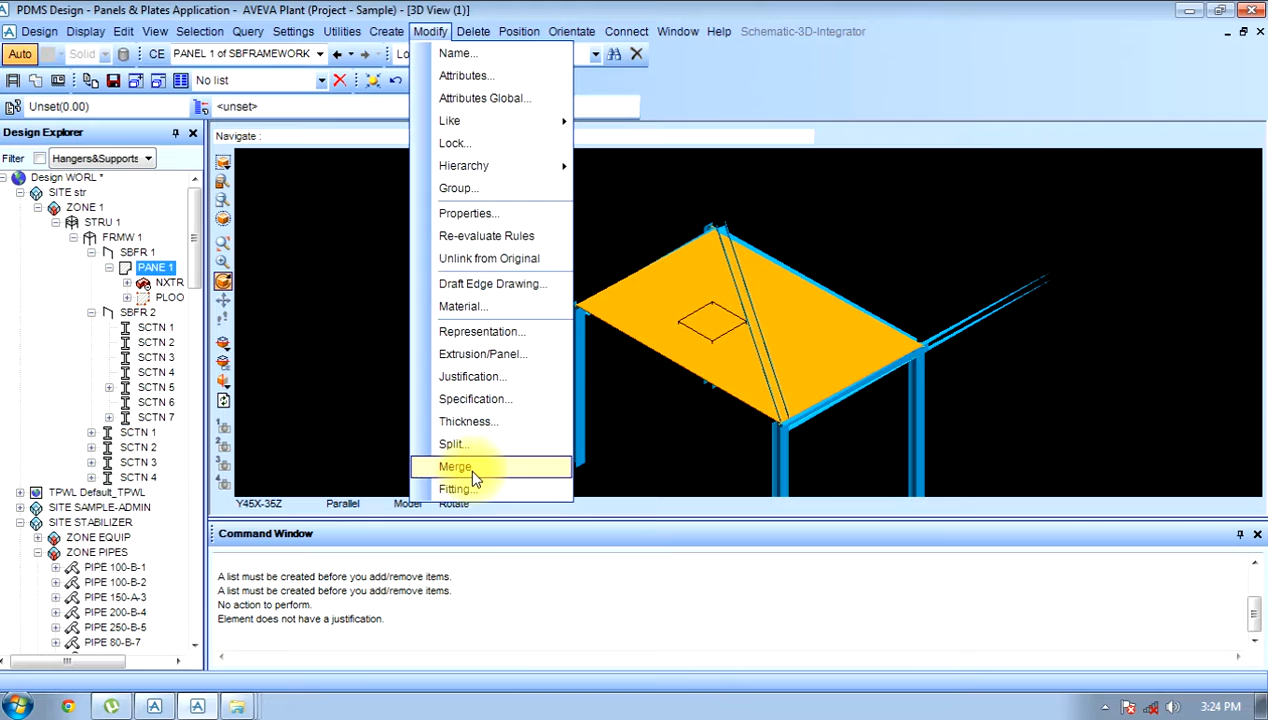 PDMS Design - Panels & Plates Application - AVEVA Plant (Project - Sample) - [3D View (1)]
Design Display Edit View Selection Query Settings Utilities Create Modify Delete Position Orientate Connect Window Help Schematic-3D-Integrator
Auto Solid CE PANEL 1 of SBFRAMEWORK
No list
Unset(0.00) <unset>
Design Explorer
Navigate :
Filter Hangers&Supports
Design WORL *
SITE str
ZONE 1
STRU 1
FRMW 1
SBFR 1
PANE 1
NXTR
PLOO
SBFR 2
SCTN 1
SCTN 2
SCTN 3
SCTN 4
SCTN 5
SCTN 6
SCTN 7
SCTN 1
SCTN 2
SCTN 3
SCTN 4
TPWL Default_TPWL
SITE SAMPLE-ADMIN
SITE STABILIZER
ZONE EQUIP
ZONE PIPES
PIPE 100-B-1
PIPE 100-B-2
PIPE 150-A-3
PIPE 200-B-4
PIPE 250-B-5
PIPE 80-B-7
Name...
Attributes...
Attributes Global...
Like
Lock...
Hierarchy
Group...
Properties...
Re-evaluate Rules
Unlink from Original
Draft Edge Drawing...
Material...
Representation...
Extrusion/Panel...
Justification...
Specification...
Thickness...
Split...
Merge
Fitting...
Y45X-35Z Parallel Model Rotate
Command Window
A list must be created before you add/remove items.
A list must be created before you add/remove items.
No action to perform.
Element does not have a justification.
3:24 PM